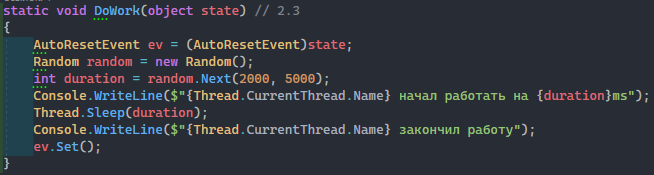 static void DoWork(object state) // 2.3
{
AutoResetEvent ev = (AutoResetEvent)state;
Random random = new Random();
int duration = random.Next(2000, 5000);
Console.WriteLine($"{Thread.CurrentThread.Name} начал работать на {duration}ms");
Thread.Sleep(duration);
Console.WriteLine($"{Thread.CurrentThread.Name} закончил работу");
ev.Set();
}